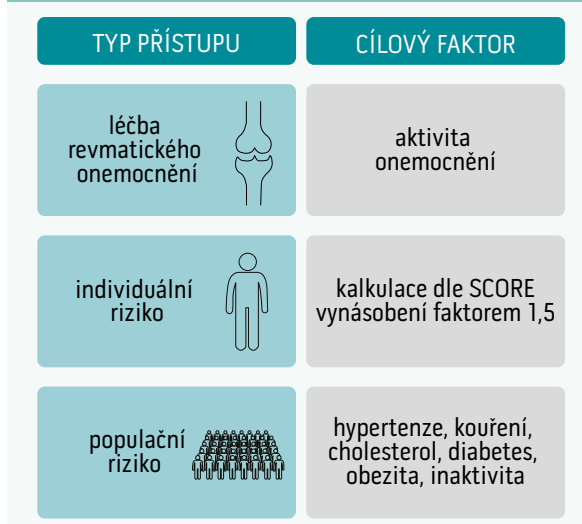 TYP PŘÍSTUPU
CÍLOVÝ FAKTOR
léčba
revmatického
onemocnění
aktivita
onemocnění
individuální
riziko
kalkulace dle SCORE
vynásobení faktorem 1,5
populační
riziko
hypertenze, kouření,
cholesterol, diabetes,
obezita, inaktivita